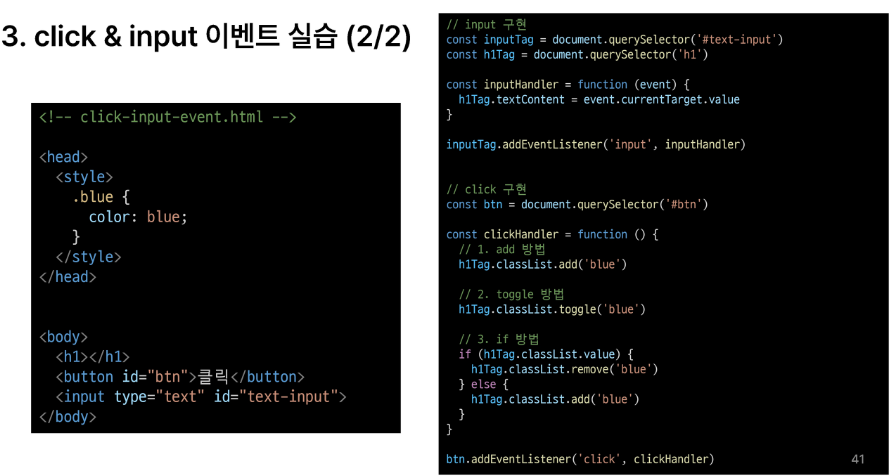 3. click & input 이벤트 실습 (2/2)
<!-- click-input-event.html -->
<head>
<style>
.blue {
color: blue;
}
</style>
</head>
<body>
<h1></h1>
<button id="btn">클릭</button>
<input type="text" id="text-input">
</body>
// input 구현
const inputTag = document.querySelector('#text-input')
const h1Tag = document.querySelector('h1')
const inputHandler = function (event) {
h1Tag.textContent = event.currentTarget.value
}
inputTag.addEventListener('input', inputHandler)
// click 구현
const btn = document.querySelector('#btn')
const clickHandler = function () {
// 1. add 방법
h1Tag.classList.add('blue')
// 2. toggle 방법
h1Tag.classList.toggle('blue')
// 3. if 방법
if (h1Tag.classList.value) {
h1Tag.classList.remove('blue')
} else {
h1Tag.classList.add('blue')
}
}
btn.addEventListener('click', clickHandler)
41